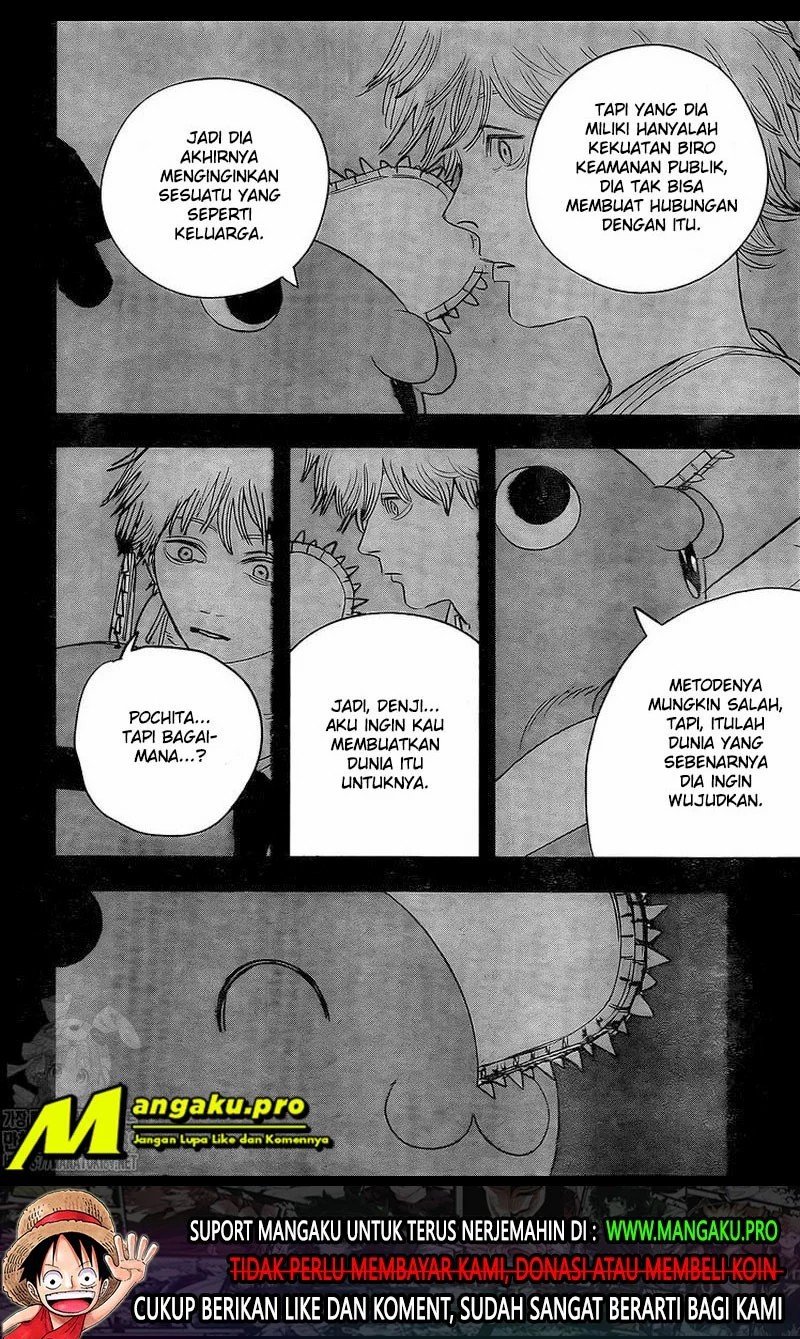 TAPI YANG DIA
MILIKI HANYALAH
KEKUATAN BIRO
KEAMANAN PUBLIK,
DIA TAK BISA
MEMBUAT HUBUNGAN
DENGAN ITU.
JADI DIA
AKHIRNYA
MENGINGINKAN
SESUATU YANG
SEPERTI
KELUARGA.
METODENYA
MUNGKIN SALAH,
TAPI, ITULAH
DUNIA YANG
SEBENARNYA
DIA INGIN
WUJUDKAN.
JADI, DENJI...
AKU INGIN KAU
MEMBUATKAN
DUNIA ITU
UNTUKNYA.
POCHITA...
TAPI BAGAI-
MANA...?
Mangaku.pro
Jangan Lupa Like dan Komennya
SUPORT MANGAKU UNTUK TERUS NERJEMAHIN DI : WWW.MANGAKU.PRO
TIDAK PERLU MEMBAYAR KAMI, DONASI ATAU MEMBELI KOIN
CUKUP BERIKAN LIKE DAN KOMENT, SUDAH SANGAT BERARTI BAGI KAMI